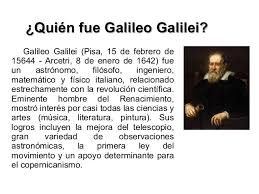 ¿Quién fue Galileo Galilei?
Galileo Galilei (Pisa, 15 de febrero de
15644 - Arcetri, 8 de enero de 1642) fue
un astrónomo, filósofo, ingeniero,
matemático y físico italiano, relacionado
estrechamente con la revolución científica.
Eminente hombre del Renacimiento,
mostró interés por casi todas las ciencias y
artes (música, literatura, pintura). Sus
logros incluyen la mejora del telescopio,
gran variedad de observaciones
astronómicas, la primera ley del
movimiento y un apoyo determinante para
el copernicanismo.